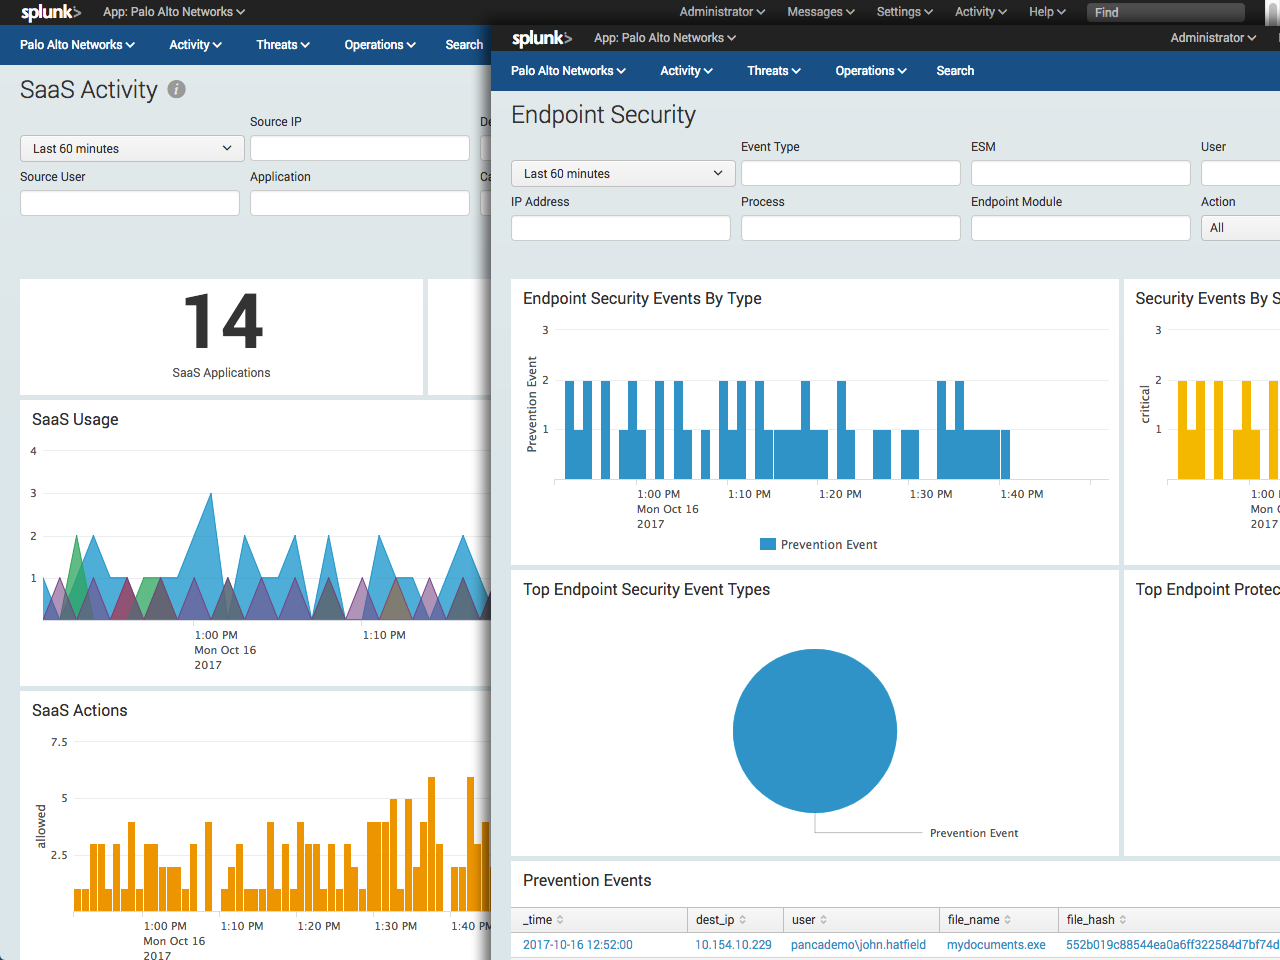 splunk> App: Palo Alto Networks Administrator Messages Settings Activity Help Find
Palo Alto Networks Activity Threats Operations Search
SaaS Activity i
Source IP
Last 60 minutes
Source User Application
14
SaaS Applications
SaaS Usage
4
3
2
1
1:00 PM 1:10 PM
Mon Oct 16
2017
SaaS Actions
7.5
5
2.5
allowed
1:00 PM 1:10 PM 1:20 PM 1:30 PM 1:40 PM
Mon Oct 16
2017
splunk> App: Palo Alto Networks Administrator
Palo Alto Networks Activity Threats Operations Search
Endpoint Security
Event Type ESM User
Last 60 minutes
IP Address Process Endpoint Module Action
All
Endpoint Security Events By Type
3
2
1
Prevention Event
1:00 PM 1:10 PM 1:20 PM 1:30 PM 1:40 PM
Mon Oct 16
2017
Prevention Event
Security Events By S
3
2
1
critical
1:00
Mon O
2017
Top Endpoint Security Event Types
Prevention Event
Top Endpoint Protec
Prevention Events
_time dest_ip user file_name file_hash
2017-10-16 12:52:00 10.154.10.229 pancademo\john.hatfield mydocuments.exe 552b019c88544ea0a6ff322584d7bf74d